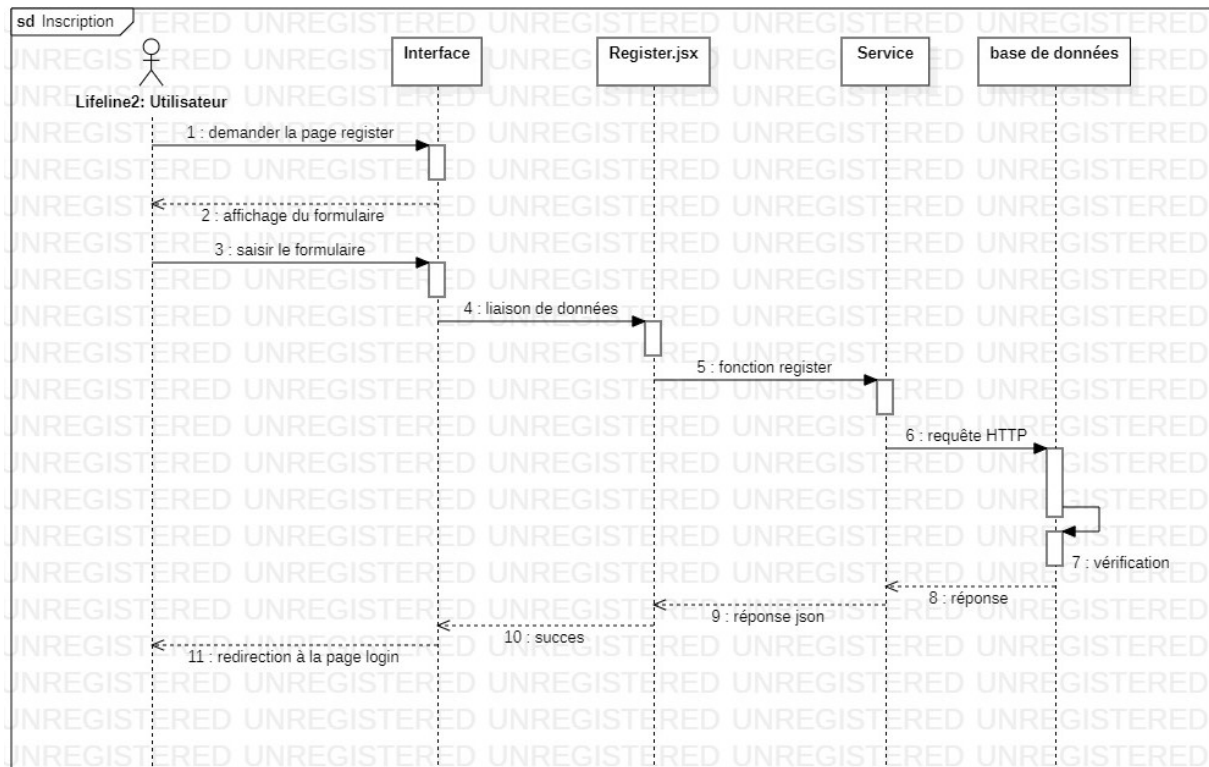 sd Inscription
Interface
Register.jsx
Service
base de données
Lifeline2: Utilisateur
1 : demander la page register
2 : affichage du formulaire
3 : saisir le formulaire
4 : liaison de données
5 : fonction register
6 : requête HTTP
7 : vérification
8 : réponse
9 : réponse json
10 : succes
11 : redirection à la page login
UNREGISTERED